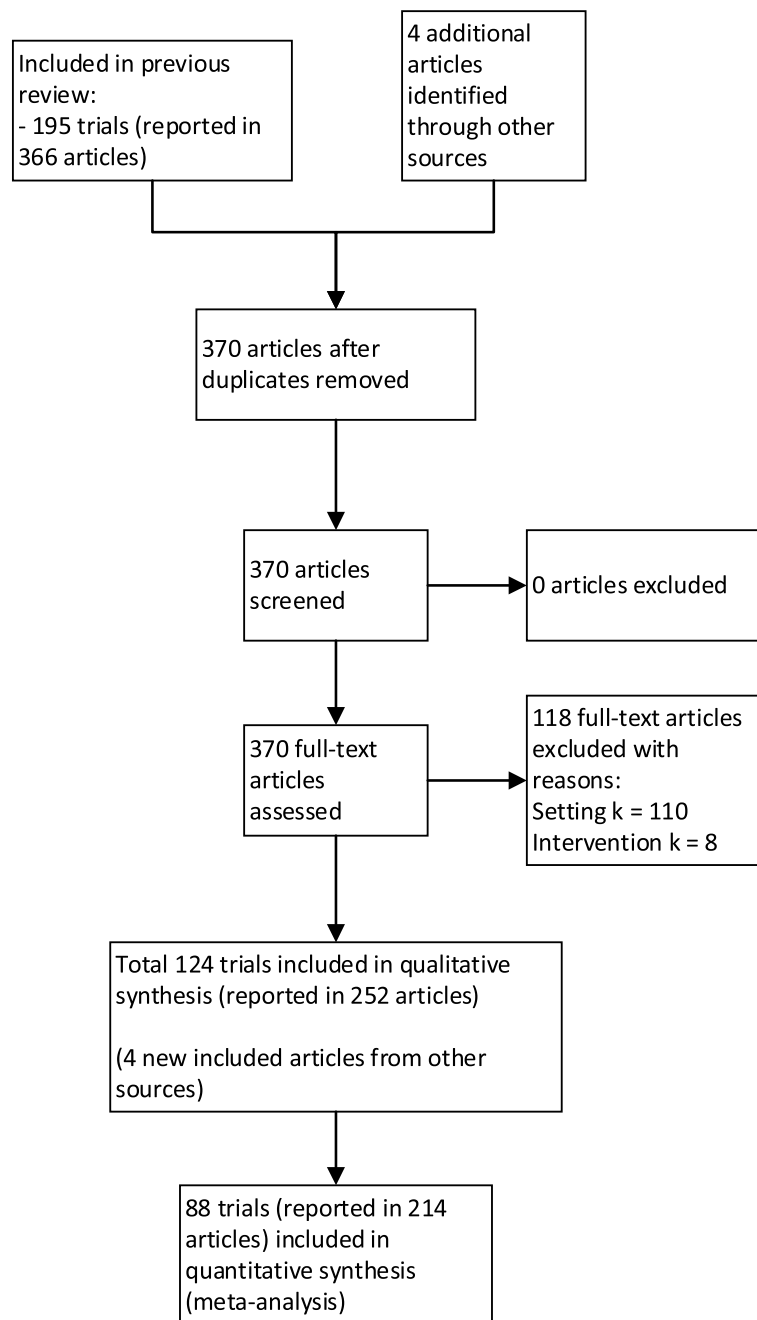 Included in previous
review:
- 195 trials (reported in
366 articles)
4 additional
articles
identified
through other
sources
370 articles after
duplicates removed
370 articles
screened
0 articles excluded
370 full-text
articles
assessed
118 full-text articles
excluded with
reasons:
Setting k = 110
Intervention k = 8
Total 124 trials included in qualitative
synthesis (reported in 252 articles)
(4 new included articles from other
sources)
88 trials (reported in 214
articles) included in
quantitative synthesis
(meta-analysis)